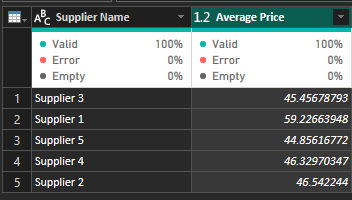 ABC Supplier Name 1.2 Average Price
Valid 100% Valid 100%
Error 0% Error 0%
Empty 0% Empty 0%
1 Supplier 3 45.45678793
2 Supplier 1 59.22663948
3 Supplier 5 44.85616772
4 Supplier 4 46.32970347
5 Supplier 2 46.542244